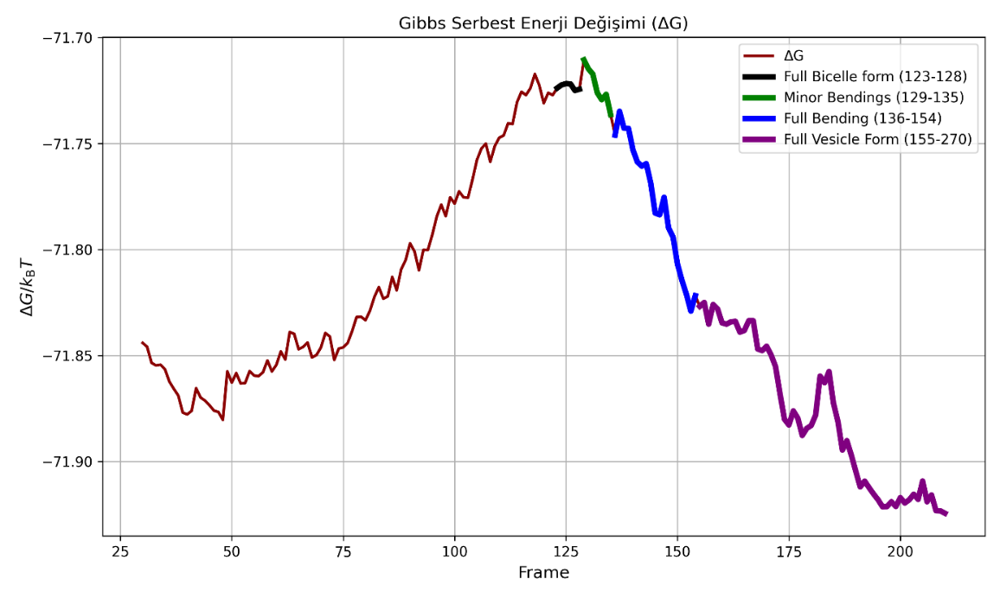 Gibbs Serbest Enerji Değişimi (ΔG)
−71.70
−71.75
−71.80
−71.85
−71.90
ΔG/k_BT
ΔG
Full Bicelle form (123-128)
Minor Bendings (129-135)
Full Bending (136-154)
Full Vesicle Form (155-270)
25 50 75 100 125 150 175 200
Frame